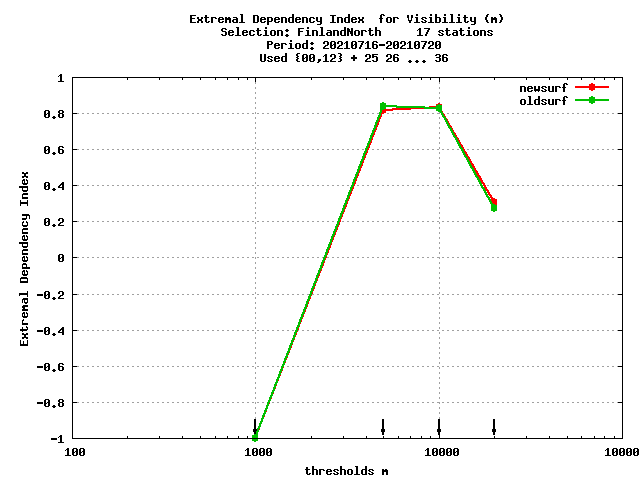 Extremal Dependency Index  for Visibility (m)
Selection: FinlandNorth     17 stations
Period: 20210716-20210720
Used {00,12} + 25 26 ... 36
newsurf
oldsurf
1
0.8
0.6
0.4
0.2
0
-0.2
-0.4
-0.6
-0.8
-1
Extremal Dependency Index
100 1000 10000 10000
thresholds m